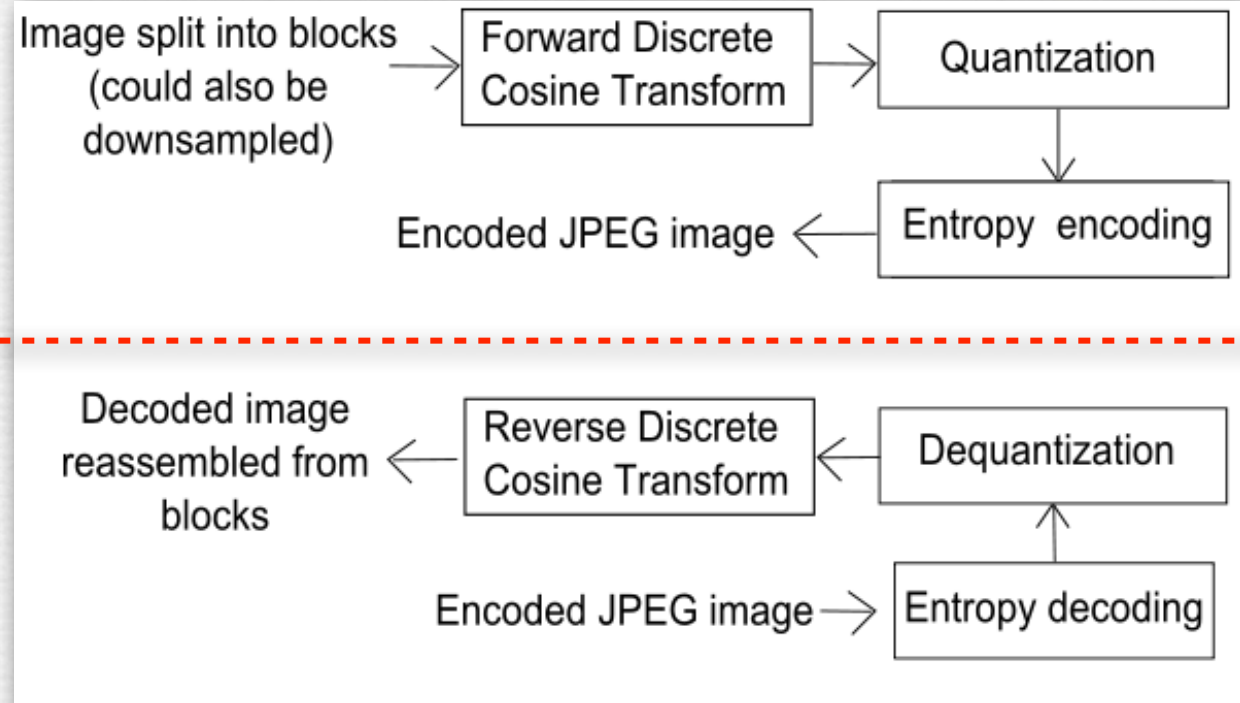 Image split into blocks
(could also be
downsampled)
Forward Discrete
Cosine Transform
Quantization
Entropy encoding
Encoded JPEG image
Decoded image
reassembled from
blocks
Reverse Discrete
Cosine Transform
Dequantization
Encoded JPEG image
Entropy decoding